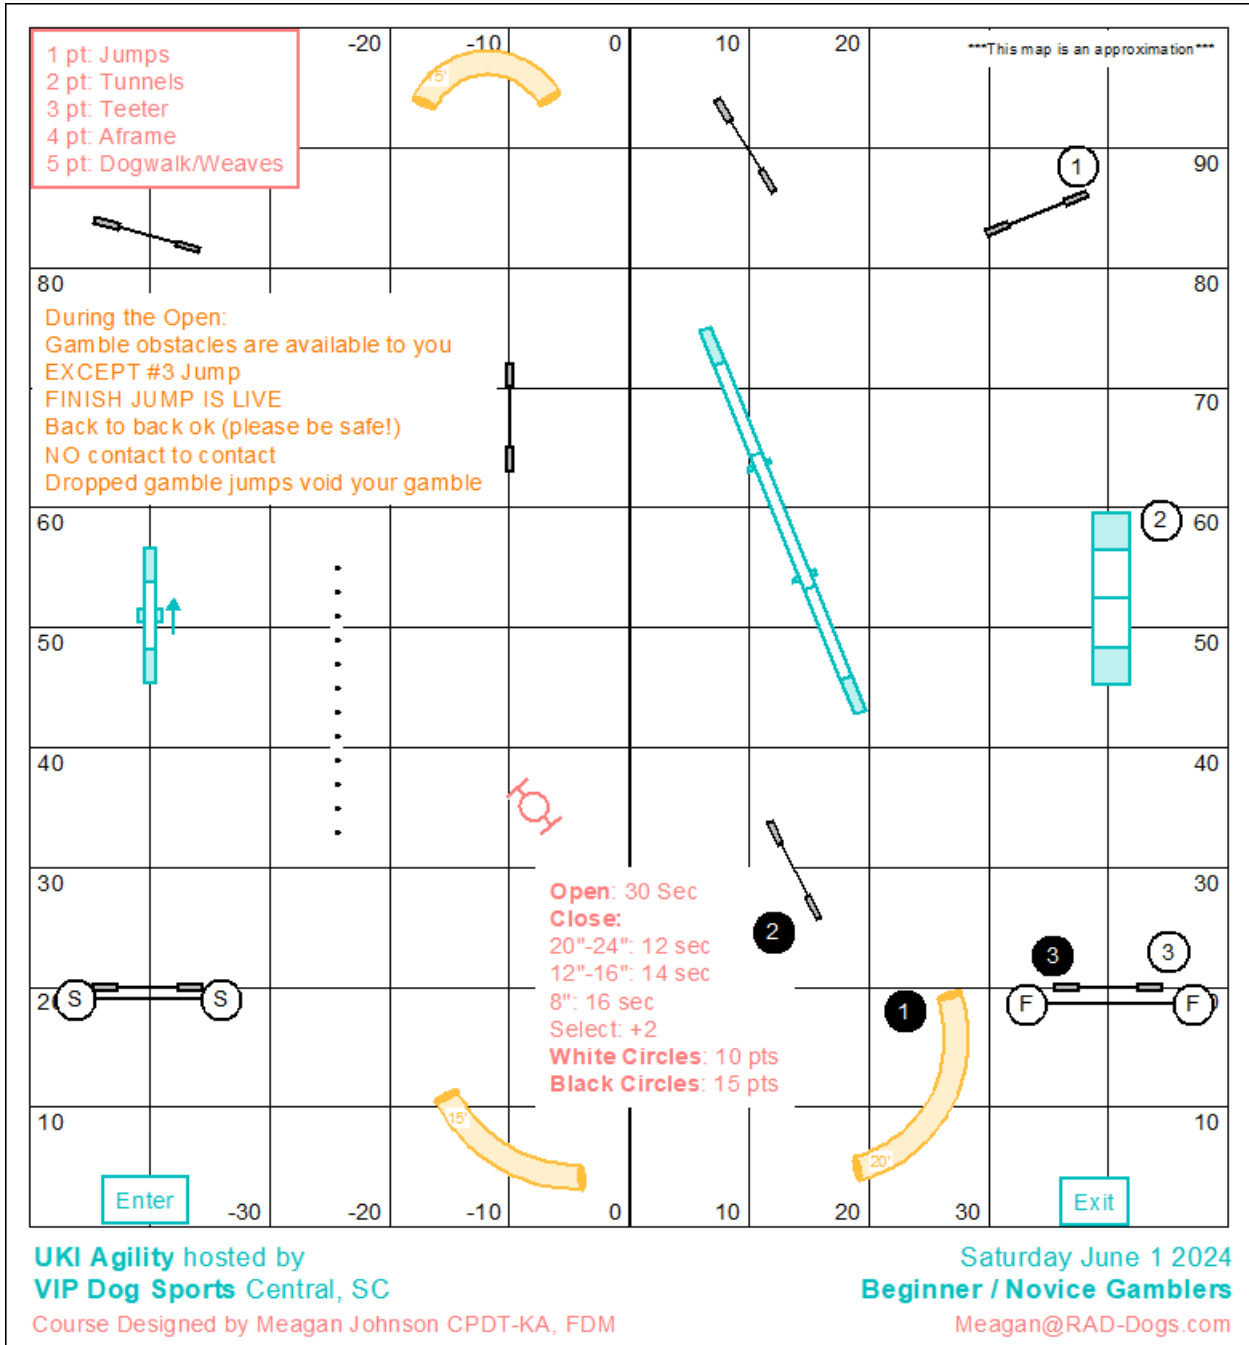 1 pt: Jumps
2 pt: Tunnels
3 pt: Teeter
4 pt: Aframe
5 pt: Dogwalk/Weaves
-20
-10
0
10
20
***This map is an approximation***
15'
1
90
80
80
During the Open:
Gamble obstacles are available to you
EXCEPT #3 Jump
FINISH JUMP IS LIVE
Back to back ok (please be safe!)
NO contact to contact
Dropped gamble jumps void your gamble
70
60
2
60
50
50
40
40
30
30
Open: 30 Sec
Close:
20"-24": 12 sec
12"-16": 14 sec
8": 16 sec
Select: +2
White Circles: 10 pts
Black Circles: 15 pts
2
3
3
S
S
1
F
F
10
15'
20'
10
Enter
-30
-20
-10
0
10
20
30
Exit
UKI Agility hosted by
VIP Dog Sports Central, SC
Course Designed by Meagan Johnson CPDT-KA, FDM
Saturday June 1 2024
Beginner / Novice Gamblers
Meagan@RAD-Dogs.com